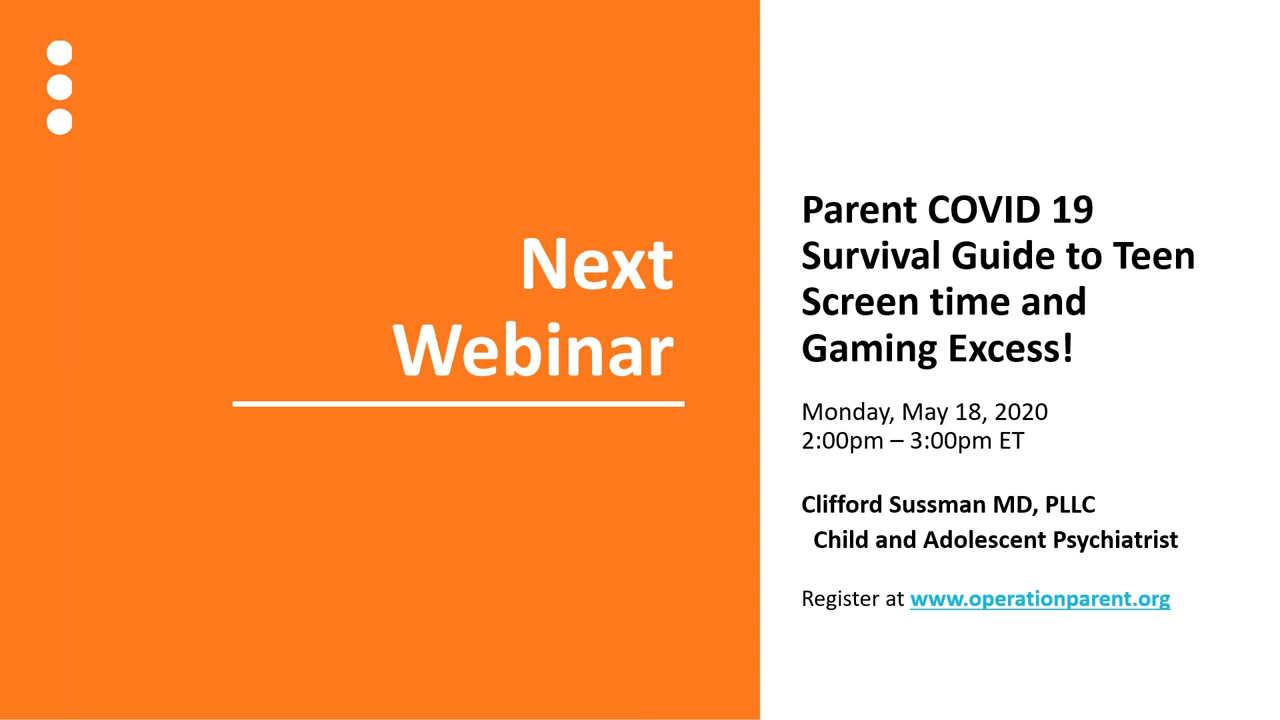 Next
Webinar
Parent COVID 19
Survival Guide to Teen
Screen time and
Gaming Excess!
Monday, May 18, 2020
2:00pm – 3:00pm ET
Clifford Sussman MD, PLLC
Child and Adolescent Psychiatrist
Register at www.operationparent.org